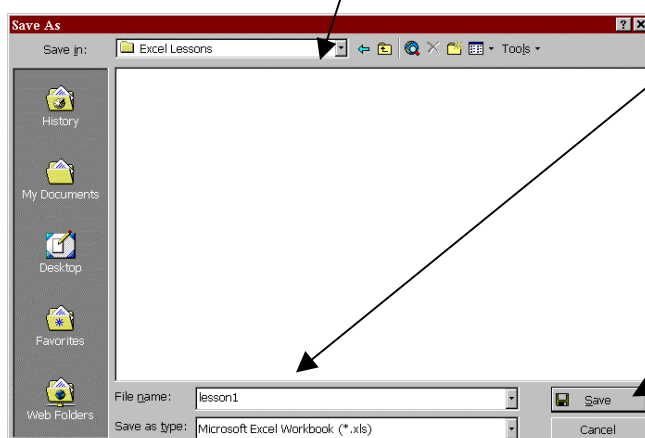 Save As
Save in: Excel Lessons Tools
History
My Documents
Desktop
Favorites
Web Folders
File name: lesson1 Save
Save as type: Microsoft Excel Workbook (*.xls) Cancel